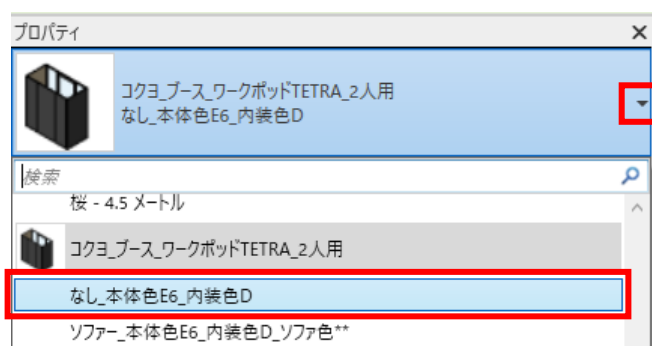 プロパティ
コクヨ_ブース_ワークポッドTETRA_2人用
なし_本体色E6_内装色D
検索
桜 - 4.5 メートル
コクヨ_ブース_ワークポッドTETRA_2人用
なし_本体色E6_内装色D
ソファー_本体色E6_内装色D_ソファ色**